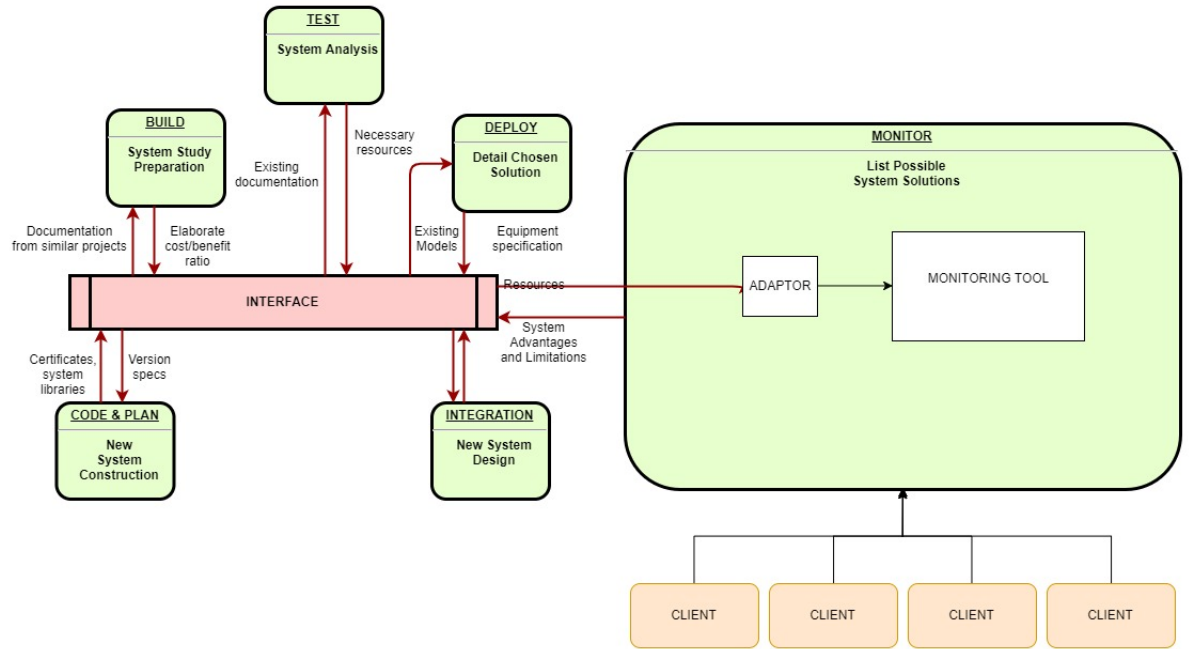 TEST
System Analysis
BUILD
System Study
Preparation
DEPLOY
Detail Chosen
Solution
MONITOR
List Possible
System Solutions
Necessary
resources
Existing
documentation
Documentation
from similar projects
Elaborate
cost/benefit
ratio
Existing
Models
Equipment
specification
INTERFACE
Resources
ADAPTOR
MONITORING TOOL
System
Advantages
and Limitations
Certificates,
system
libraries
Version
specs
CODE & PLAN
New
System
Construction
INTEGRATION
New System
Design
CLIENT
CLIENT
CLIENT
CLIENT